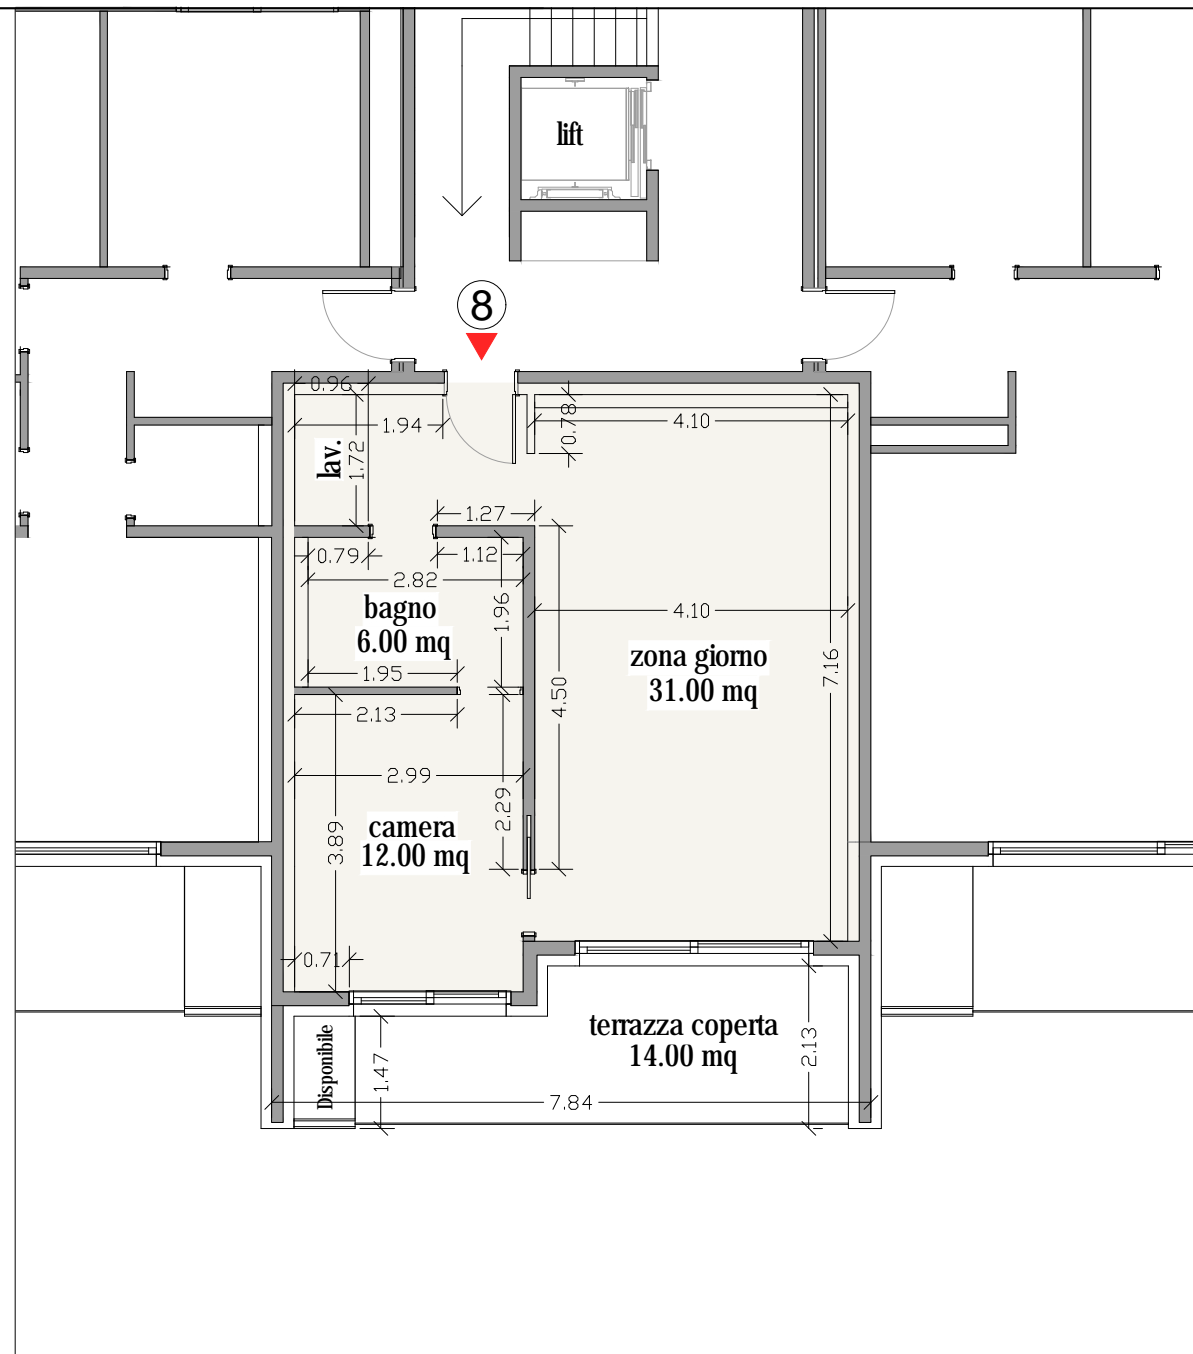 lift
8
0.96
1.94
lav.
1.72
0.78
4.10
1.27
0.79
1.12
2.82
bagno
6.00 mq
1.96
1.95
4.10
zona giorno
31.00 mq
7.16
4.50
2.13
2.99
2.29
camera
12.00 mq
3.89
0.71
terrazza coperta
14.00 mq
2.13
Disponibile
1.47
7.84